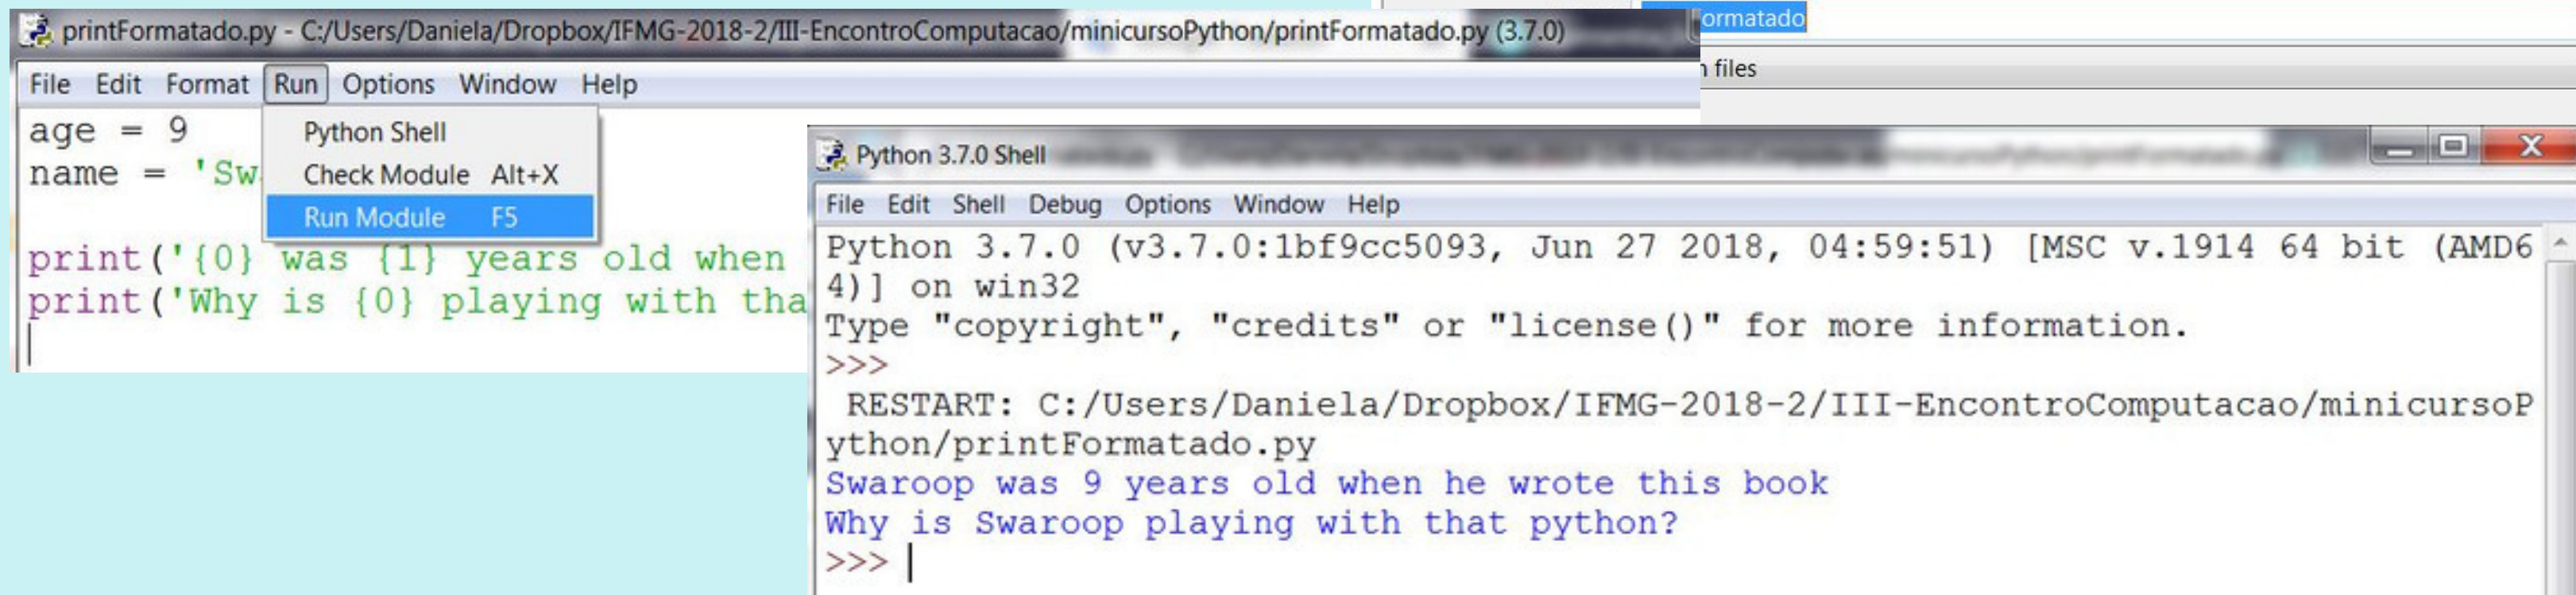 ormatado
files
printFormatado.py - C:/Users/Daniela/Dropbox/IFMG-2018-2/III-EncontroComputacao/minicursoPython/printFormatado.py (3.7.0)
File Edit Format Run Options Window Help
age = 9
name = 'Sw
Python Shell
Check Module Alt+X
Run Module F5
print('{0} was {1} years old when
print('Why is {0} playing with tha
Python 3.7.0 Shell
File Edit Shell Debug Options Window Help
Python 3.7.0 (v3.7.0:1bf9cc5093, Jun 27 2018, 04:59:51) [MSC v.1914 64 bit (AMD6
4)] on win32
Type "copyright", "credits" or "license()" for more information.
>>>
RESTART: C:/Users/Daniela/Dropbox/IFMG-2018-2/III-EncontroComputacao/minicursoP
ython/printFormatado.py
Swaroop was 9 years old when he wrote this book
Why is Swaroop playing with that python?
>>>